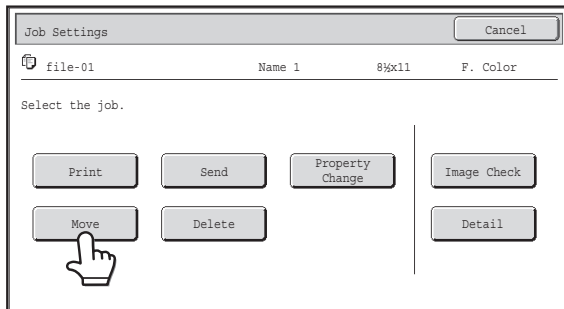 Job Settings Cancel
file-01 Name 1 8½x11 F. Color
Select the job.
Print Send Property Change Image Check
Move Delete Detail